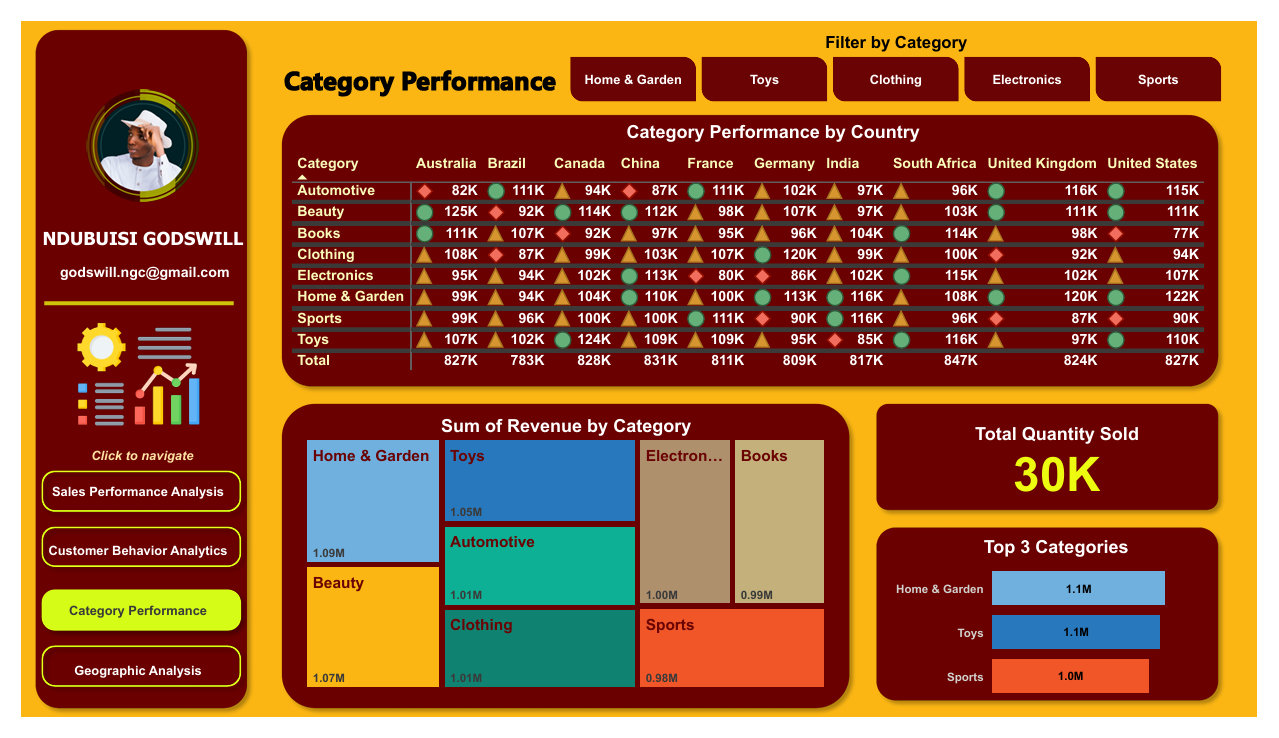 Filter by Category
Category Performance
Home & Garden
Toys
Clothing
Electronics
Sports
NDUBUISI GODSWILL
godswill.ngc@gmail.com
Click to navigate
Sales Performance Analysis
Customer Behavior Analytics
Category Performance
Geographic Analysis
Category Performance by Country
Category Australia Brazil Canada China France Germany India South Africa United Kingdom United States
Automotive 82K 111K 94K 87K 111K 102K 97K 96K 116K 115K
Beauty 125K 92K 114K 112K 98K 107K 97K 103K 111K 111K
Books 111K 107K 92K 97K 95K 96K 104K 114K 98K 77K
Clothing 108K 87K 99K 103K 107K 120K 99K 100K 92K 94K
Electronics 95K 94K 102K 113K 80K 86K 102K 115K 102K 107K
Home & Garden 99K 94K 104K 110K 100K 113K 116K 108K 120K 122K
Sports 99K 96K 100K 100K 111K 90K 116K 96K 87K 90K
Toys 107K 102K 124K 109K 109K 95K 85K 116K 97K 110K
Total 827K 783K 828K 831K 811K 809K 817K 847K 824K 827K
Sum of Revenue by Category
Home & Garden
1.09M
Beauty
1.07M
Toys
1.05M
Automotive
1.01M
Clothing
1.01M
Electron...
1.00M
Books
0.99M
Sports
0.98M
Total Quantity Sold
30K
Top 3 Categories
Home & Garden 1.1M
Toys 1.1M
Sports 1.0M